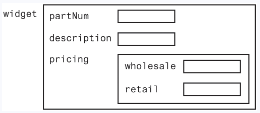 widget
partNum
description
pricing
wholesale
retail